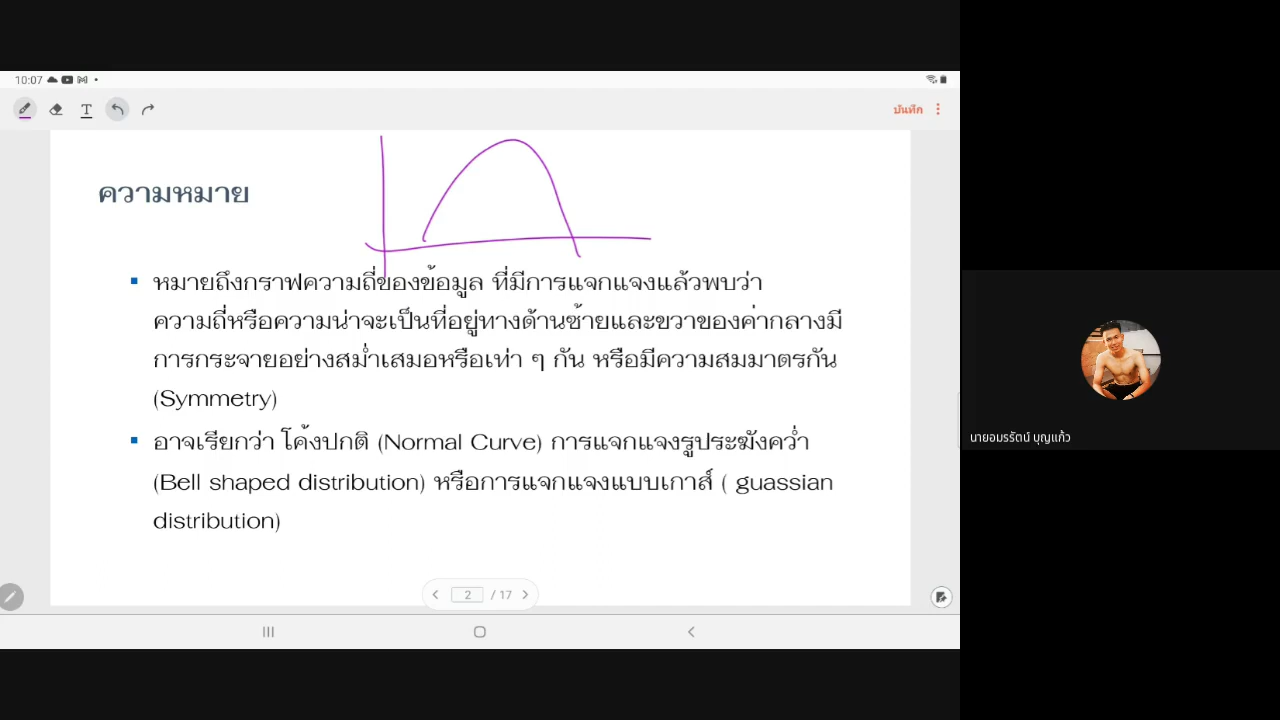 10:07
บันทึก
ความหมาย
หมายถึงกราฟความถี่ของข้อมูล ที่มีการแจกแจงแล้วพบว่า
ความถี่หรือความน่าจะเป็นที่อยู่ทางด้านซ้ายและขวาของค่ากลางมี
การกระจายอย่างสม่ำเสมอหรือเท่า ๆ กัน หรือมีความสมมาตรกัน
(Symmetry)
อาจเรียกว่า โค้งปกติ (Normal Curve) การแจกแจงรูประฆังคว่ำ
(Bell shaped distribution) หรือการแจกแจงแบบเกาส์ ( guassian
distribution)
2 / 17
นายอมรรัตน์ บุญแก้ว